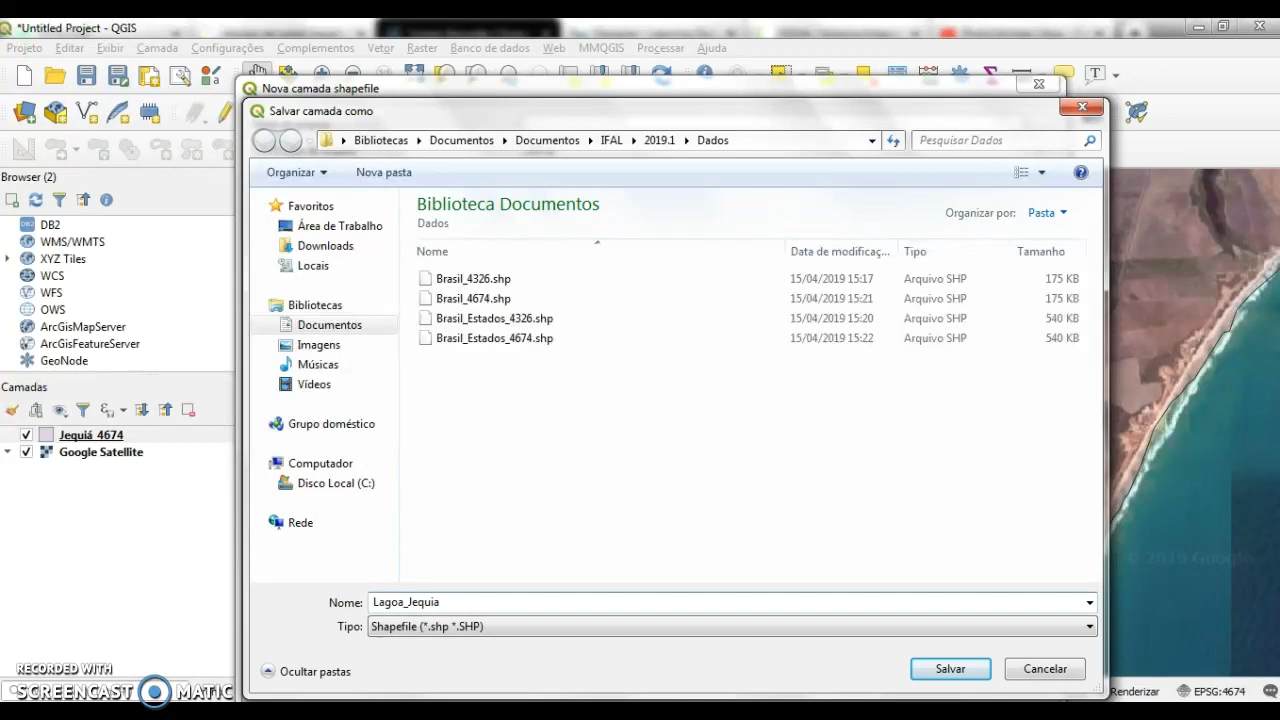 *Untitled Project - QGIS
Projeto Editar Exibir Camada Configurações Complementos Vetor Raster Banco de dados Web MMQGIS Processar Ajuda
Nova camada shapefile
Salvar camada como
Bibliotecas Documentos Documentos IFAL 2019.1 Dados
Pesquisar Dados
Organizar
Nova pasta
Browser (2)
DB2
WMS/WMTS
XYZ Tiles
WCS
WFS
OWS
ArcGisMapServer
ArcGisFeatureServer
GeoNode
Camadas
Jequiá_4674
Google Satellite
Favoritos
Área de Trabalho
Downloads
Locais
Bibliotecas
Documentos
Imagens
Músicas
Vídeos
Grupo doméstico
Computador
Disco Local (C:)
Rede
Biblioteca Documentos
Dados
Organizar por: Pasta
Nome Data de modificaç... Tipo Tamanho
Brasil_4326.shp 15/04/2019 15:17 Arquivo SHP 175 KB
Brasil_4674.shp 15/04/2019 15:21 Arquivo SHP 175 KB
Brasil_Estados_4326.shp 15/04/2019 15:20 Arquivo SHP 540 KB
Brasil_Estados_4674.shp 15/04/2019 15:22 Arquivo SHP 540 KB
© 2019 Google
Nome: Lagoa_Jequia
Tipo: Shapefile (*.shp *.SHP)
Ocultar pastas
Salvar
Cancelar
RECORDED WITH
SCREENCAST MATIC
Renderizar
EPSG:4674